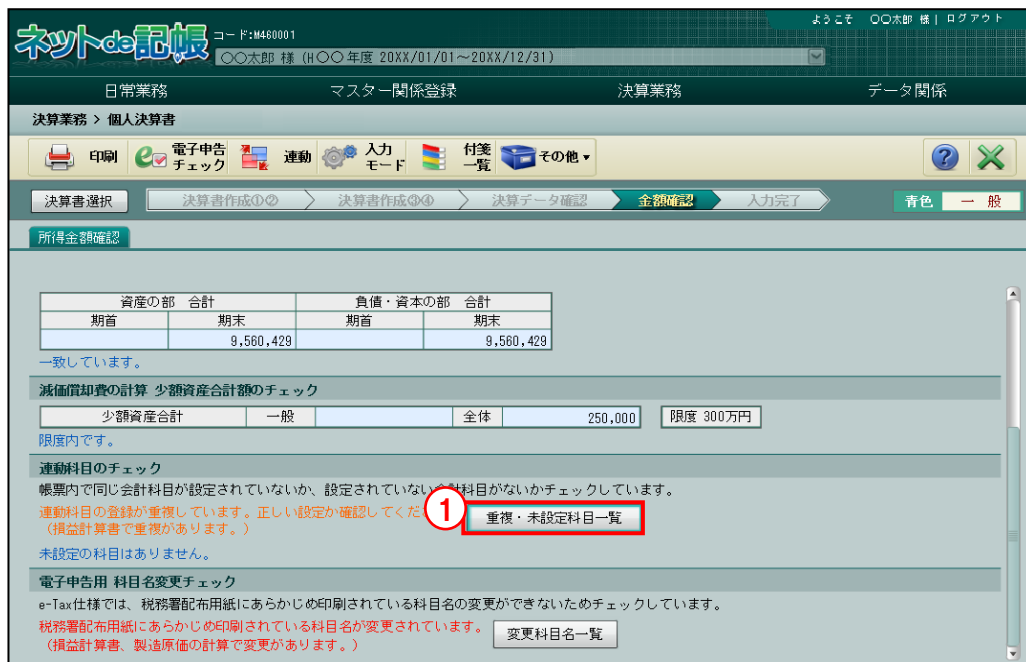 ようこそ 〇〇太郎 様 | ログアウト
ネットde記帳 コード:M460001
〇〇太郎 様 (H〇〇年度 20XX/01/01～20XX/12/31)
日常業務 マスター関係登録 決算業務 データ関係
決算業務 > 個人決算書
印刷 電子申告チェック 連動 入力モード 付箋一覧 その他▼ ?
決算書選択 決算書作成①② 決算書作成③④ 決算データ確認 金額確認 入力完了 青色 一 般
所得金額確認
資産の部 合計 負債・資本の部 合計
期首 期末 期首 期末
9,560,429 9,560,429
一致しています。
減価償却費の計算 少額資産合計額のチェック
少額資産合計 一般 全体 250,000 限度 300万円
限度内です。
連動科目のチェック
帳票内で同じ会計科目が設定されていないか、設定されていない会計科目がないかチェックしています。
連動科目の登録が重複しています。正しい設定か確認してくだ 1 重複・未設定科目一覧
(損益計算書で重複があります。)
未設定の科目はありません。
電子申告用 科目名変更チェック
e-Tax仕様では、税務署配布用紙にあらかじめ印刷されている科目名の変更ができないためチェックしています。
税務署配布用紙にあらかじめ印刷されている科目名が変更されています。 変更科目名一覧
(損益計算書、製造原価の計算で変更があります。)